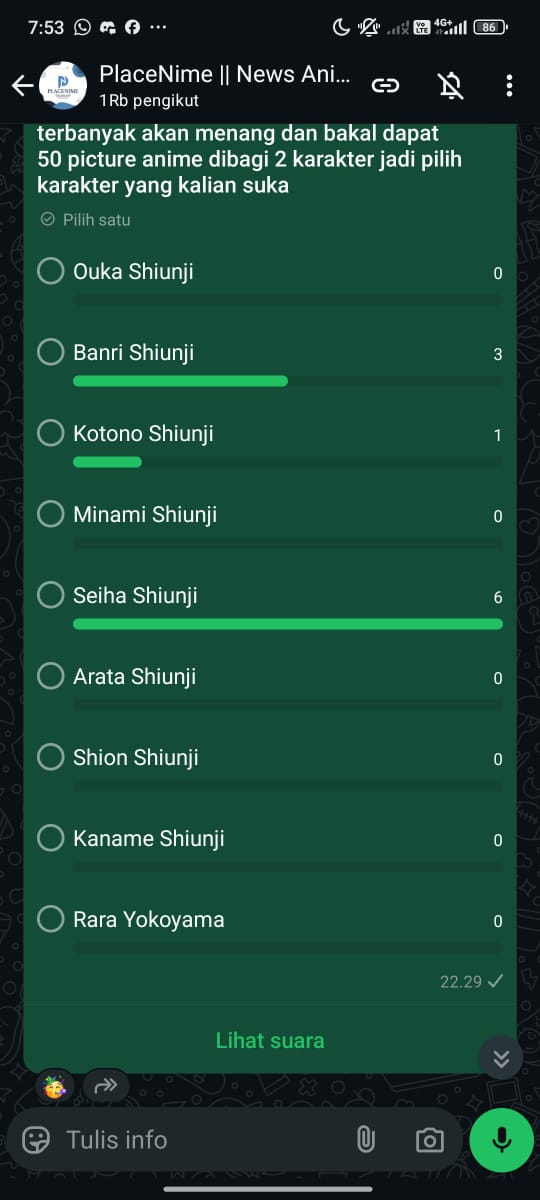 7:53
86
PlaceNime || News Ani...
1Rb pengikut
terbanyak akan menang dan bakal dapat
50 picture anime dibagi 2 karakter jadi pilih
karakter yang kalian suka
Pilih satu
Ouka Shiunji 0
Banri Shiunji 3
Kotono Shiunji 1
Minami Shiunji 0
Seiha Shiunji 6
Arata Shiunji 0
Shion Shiunji 0
Kaname Shiunji 0
Rara Yokoyama 0
22.29
Lihat suara
Tulis info